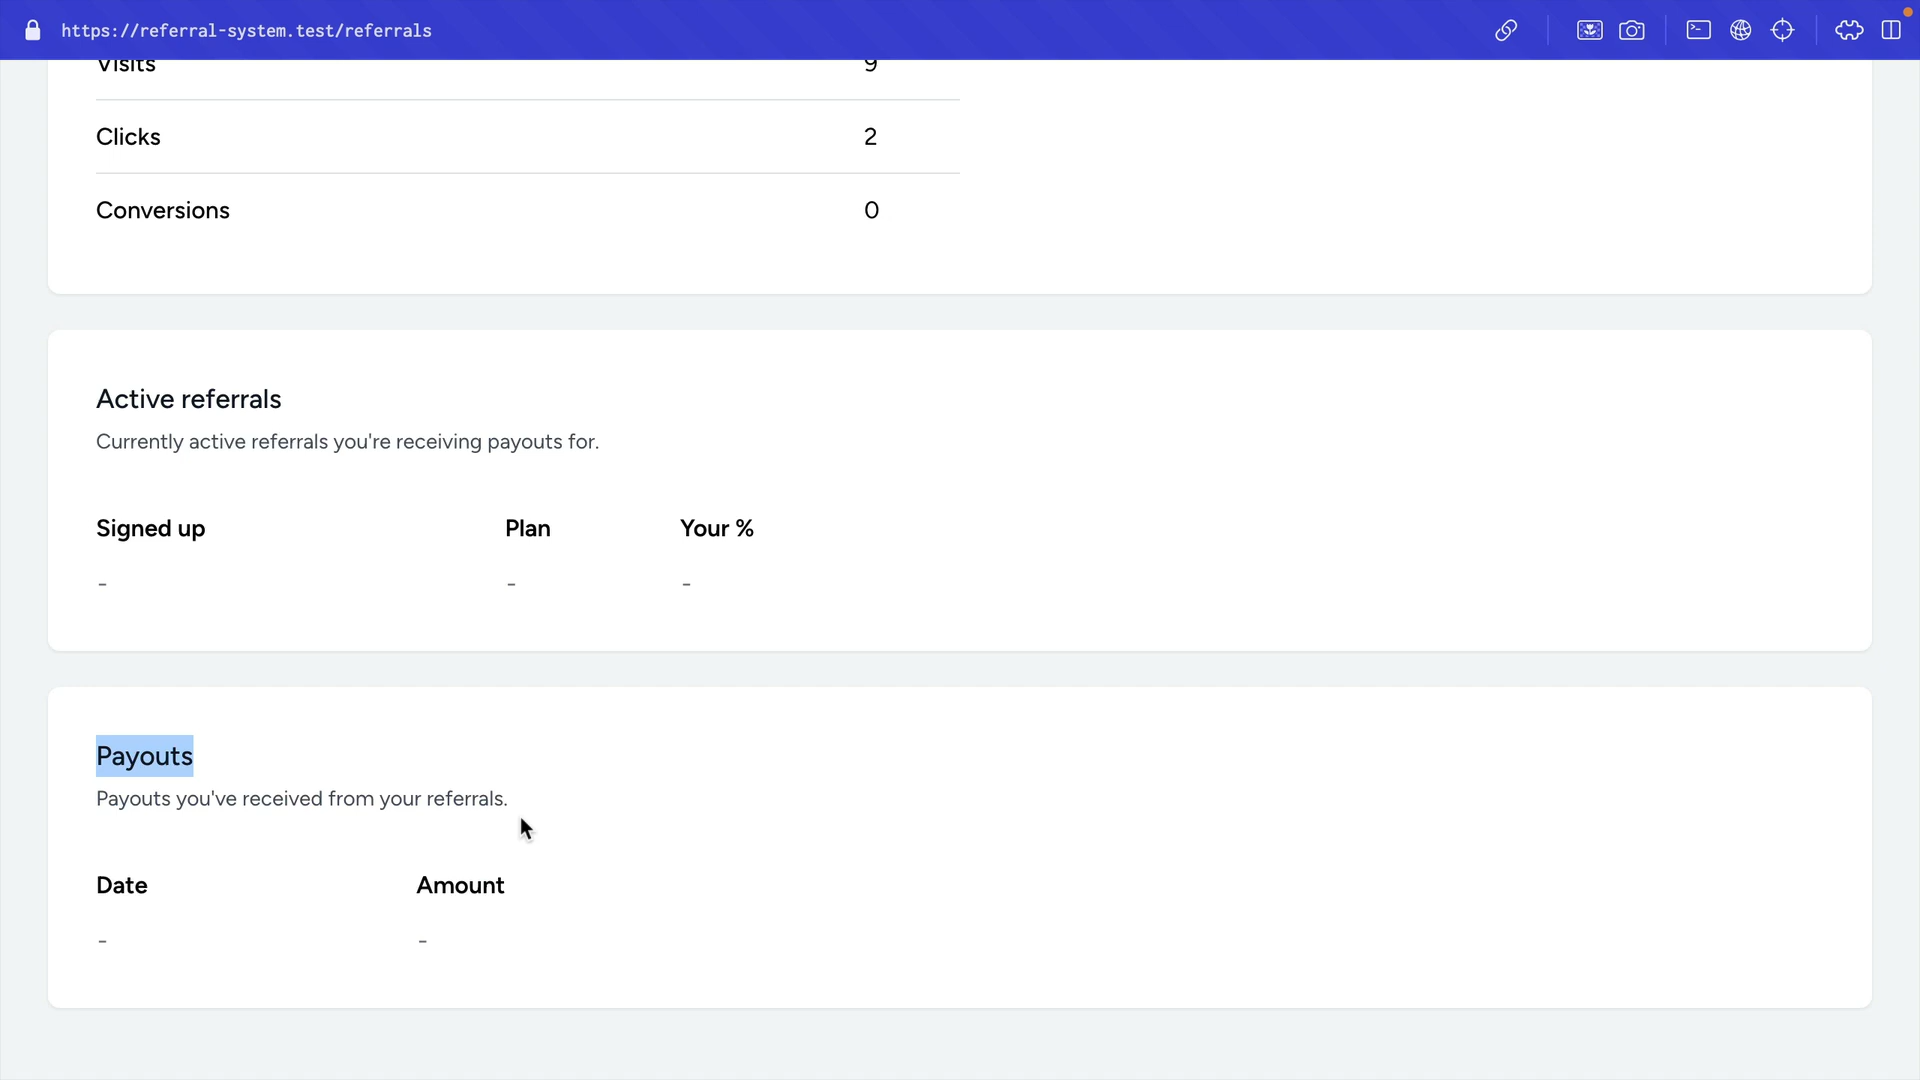 https://referral-system.test/referrals
Visits 9
Clicks 2
Conversions 0
Active referrals
Currently active referrals you're receiving payouts for.
Signed up Plan Your %
- - -
Payouts
Payouts you've received from your referrals.
Date Amount
- -